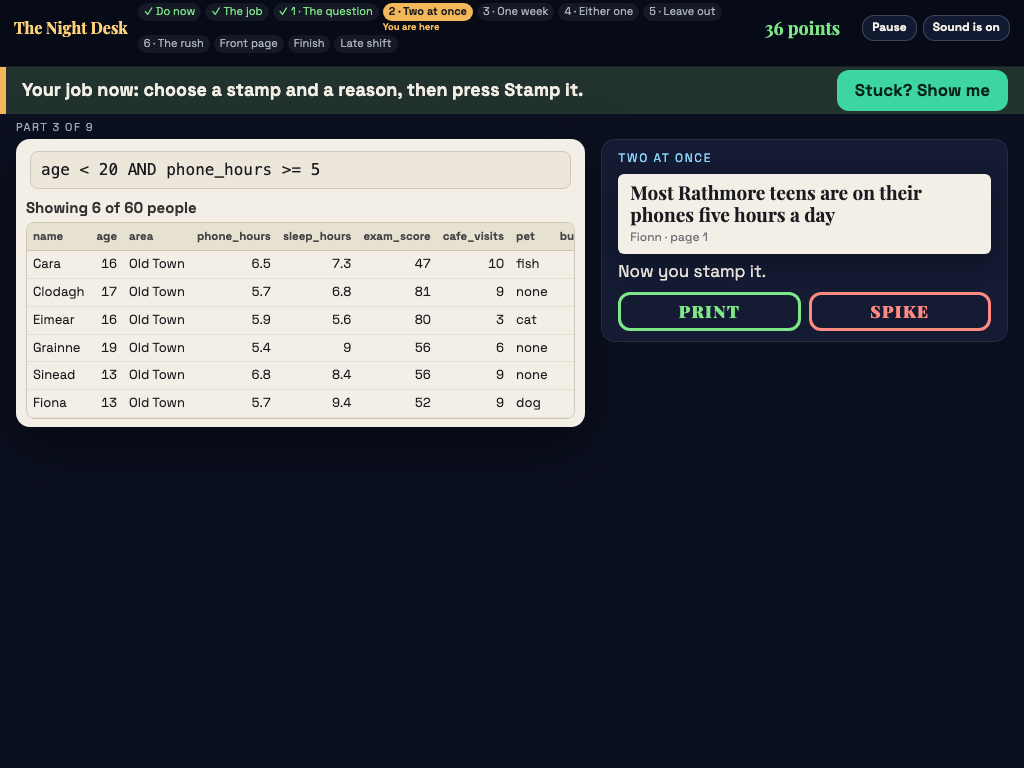 The Night Desk
✓ Do now
✓ The job
✓ 1 · The question
2 · Two at once
You are here
3 · One week
4 · Either one
5 · Leave out
6 · The rush
Front page
Finish
Late shift
36 points
Pause
Sound is on
Your job now: choose a stamp and a reason, then press Stamp it.
Stuck? Show me
PART 3 OF 9
age < 20 AND phone_hours >= 5
Showing 6 of 60 people
name age area phone_hours sleep_hours exam_score cafe_visits pet bu
Cara 16 Old Town 6.5 7.3 47 10 fish
Clodagh 17 Old Town 5.7 6.8 81 9 none
Eimear 16 Old Town 5.9 5.6 80 3 cat
Grainne 19 Old Town 5.4 9 56 6 none
Sinead 13 Old Town 6.8 8.4 56 9 none
Fiona 13 Old Town 5.7 9.4 52 9 dog
TWO AT ONCE
Most Rathmore teens are on their
phones five hours a day
Fionn · page 1
Now you stamp it.
PRINT
SPIKE